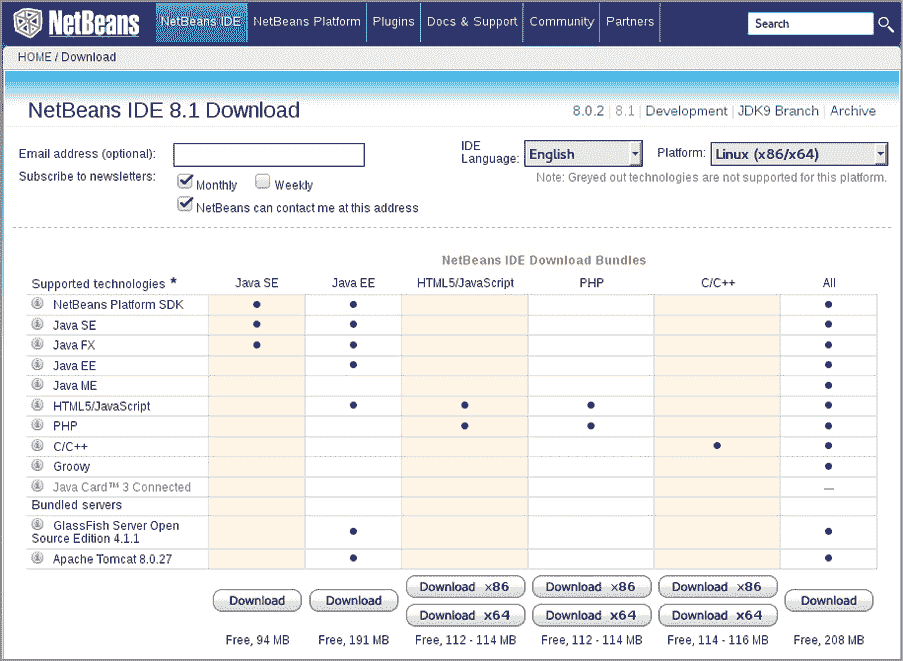 NetBeans
NetBeans IDE
NetBeans Platform
Plugins
Docs & Support
Community
Partners
Search
HOME / Download
NetBeans IDE 8.1 Download
8.0.2 | 8.1 | Development | JDK9 Branch | Archive
Email address (optional):
IDE
Language:
English
Platform:
Linux (x86/x64)
Subscribe to newsletters:
Monthly
Weekly
Note: Greyed out technologies are not supported for this platform.
NetBeans can contact me at this address
NetBeans IDE Download Bundles
Supported technologies * Java SE Java EE HTML5/JavaScript PHP C/C++ All
NetBeans Platform SDK • • •
Java SE • • •
Java FX • • •
Java EE • •
Java ME •
HTML5/JavaScript • • • •
PHP • • •
C/C++ • •
Groovy •
Java Card™ 3 Connected —
Bundled servers
GlassFish Server Open
Source Edition 4.1.1 • •
Apache Tomcat 8.0.27 • •
Download Download Download x86 Download x86 Download x86 Download
Download x64 Download x64 Download x64
Free, 94 MB Free, 191 MB Free, 112 - 114 MB Free, 112 - 114 MB Free, 114 - 116 MB Free, 208 MB